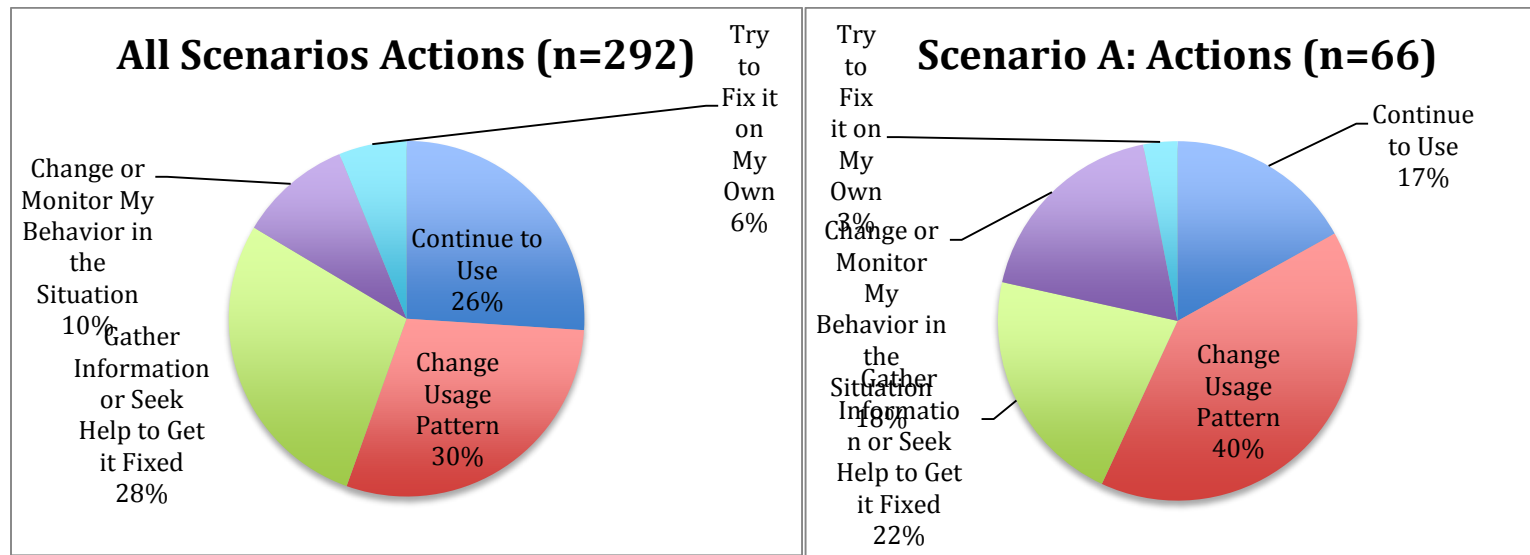 All Scenarios Actions (n=292)
Try
to
Fix it
on
My
Own
6%
Change or
Monitor My
Behavior in
the
Situation
10%
Gather
Information
or Seek
Help to Get
it Fixed
28%
Continue to
Use
26%
Change
Usage
Pattern
30%
Scenario A: Actions (n=66)
Try
to
Fix
it on
My
Own
3%
Change or
Monitor
My
Behavior in
the
Situation
18%
Gather
Informatio
n or Seek
Help to Get
it Fixed
22%
Continue
to Use
17%
Change
Usage
Pattern
40%